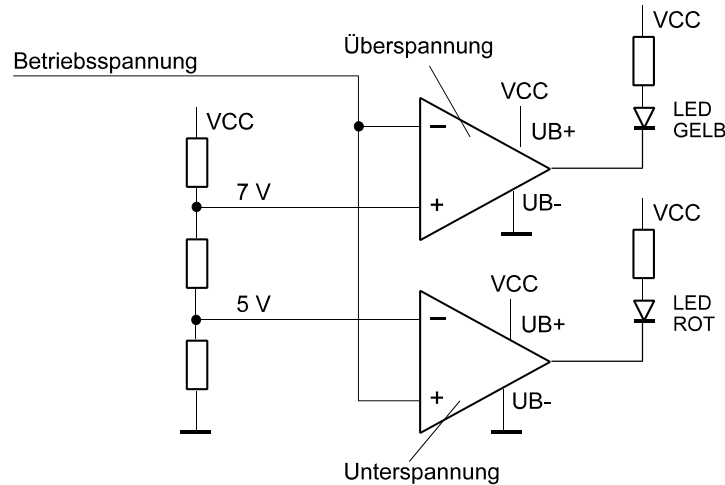 VCC
Überspannung
Betriebsspannung
VCC
LED
GELB
VCC
UB+
−
7 V
+
UB-
VCC
5 V
VCC
LED
ROT
−
UB+
+
UB-
Unterspannung